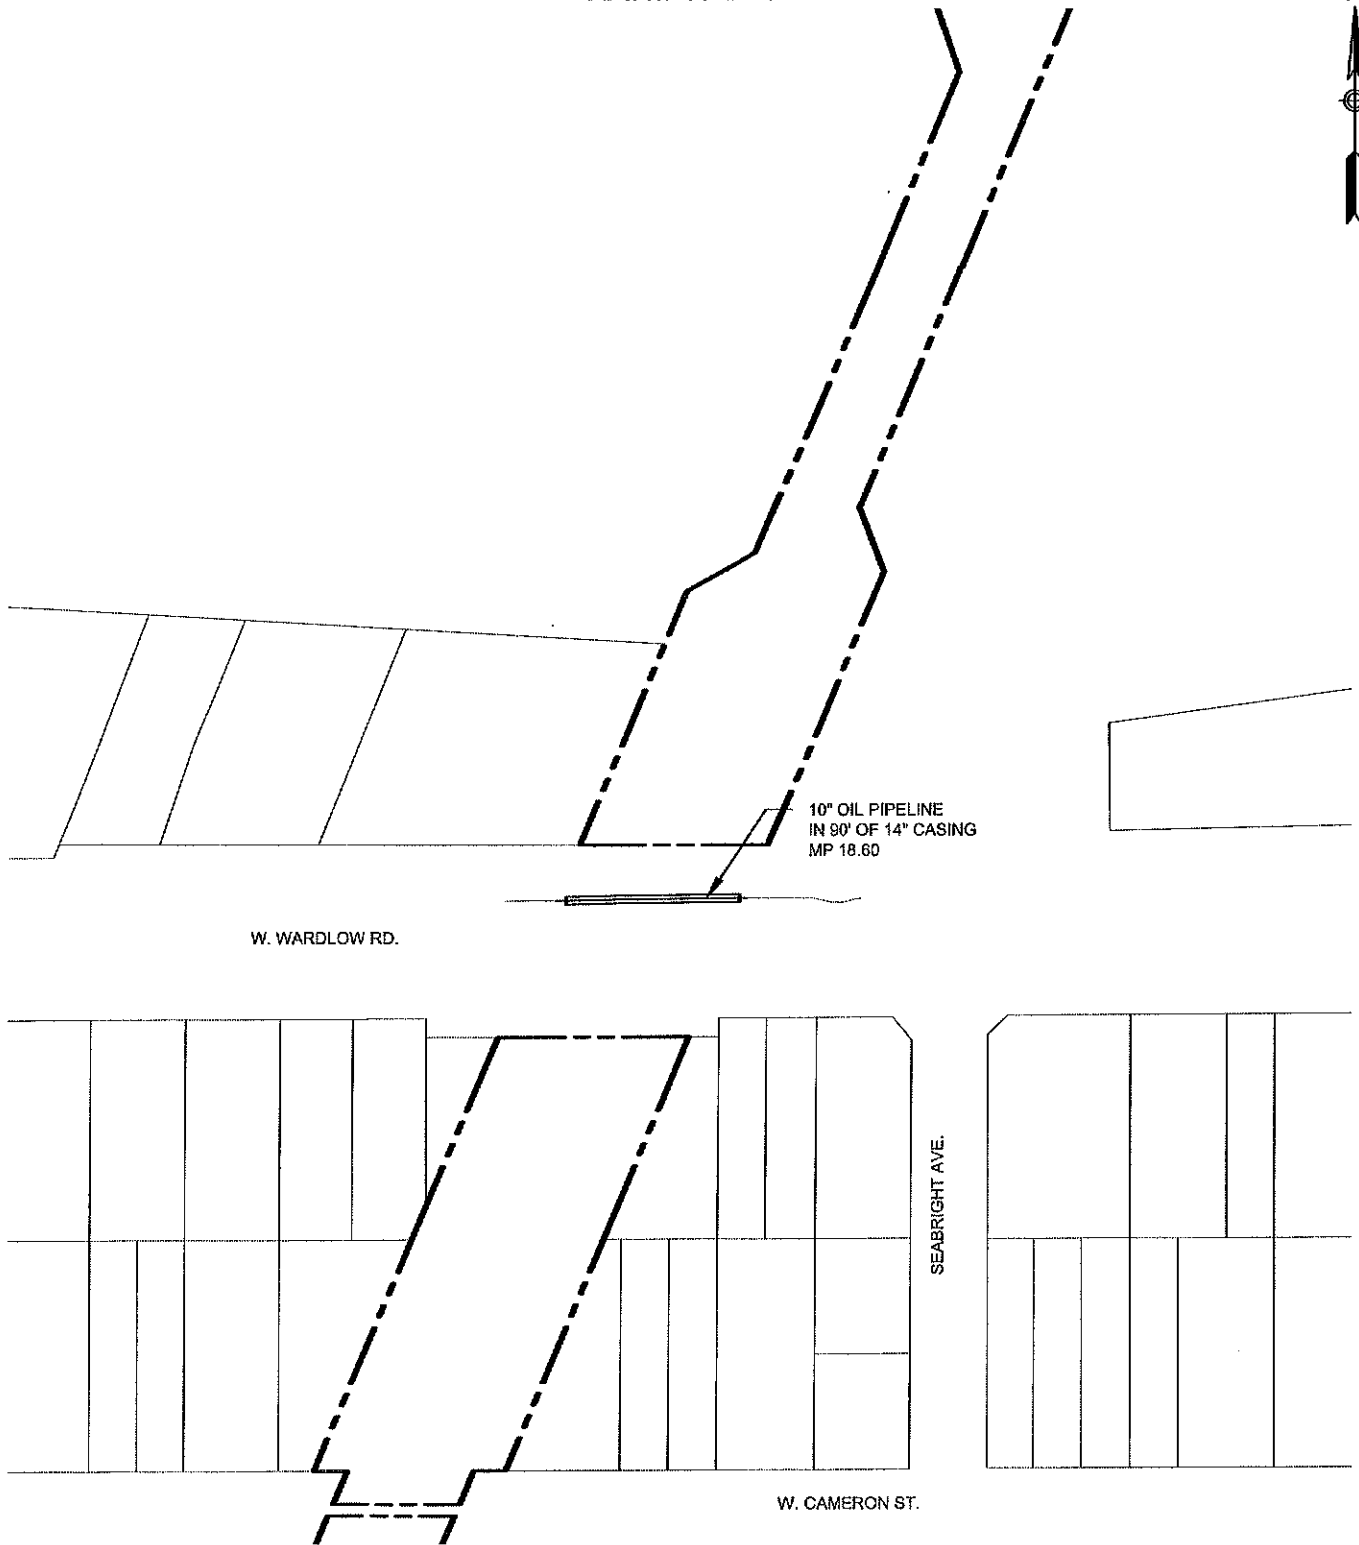 10" OIL PIPELINE
IN 90' OF 14" CASING
MP 18.60
W. WARDLOW RD.
SEABRIGHT AVE.
W. CAMERON ST.